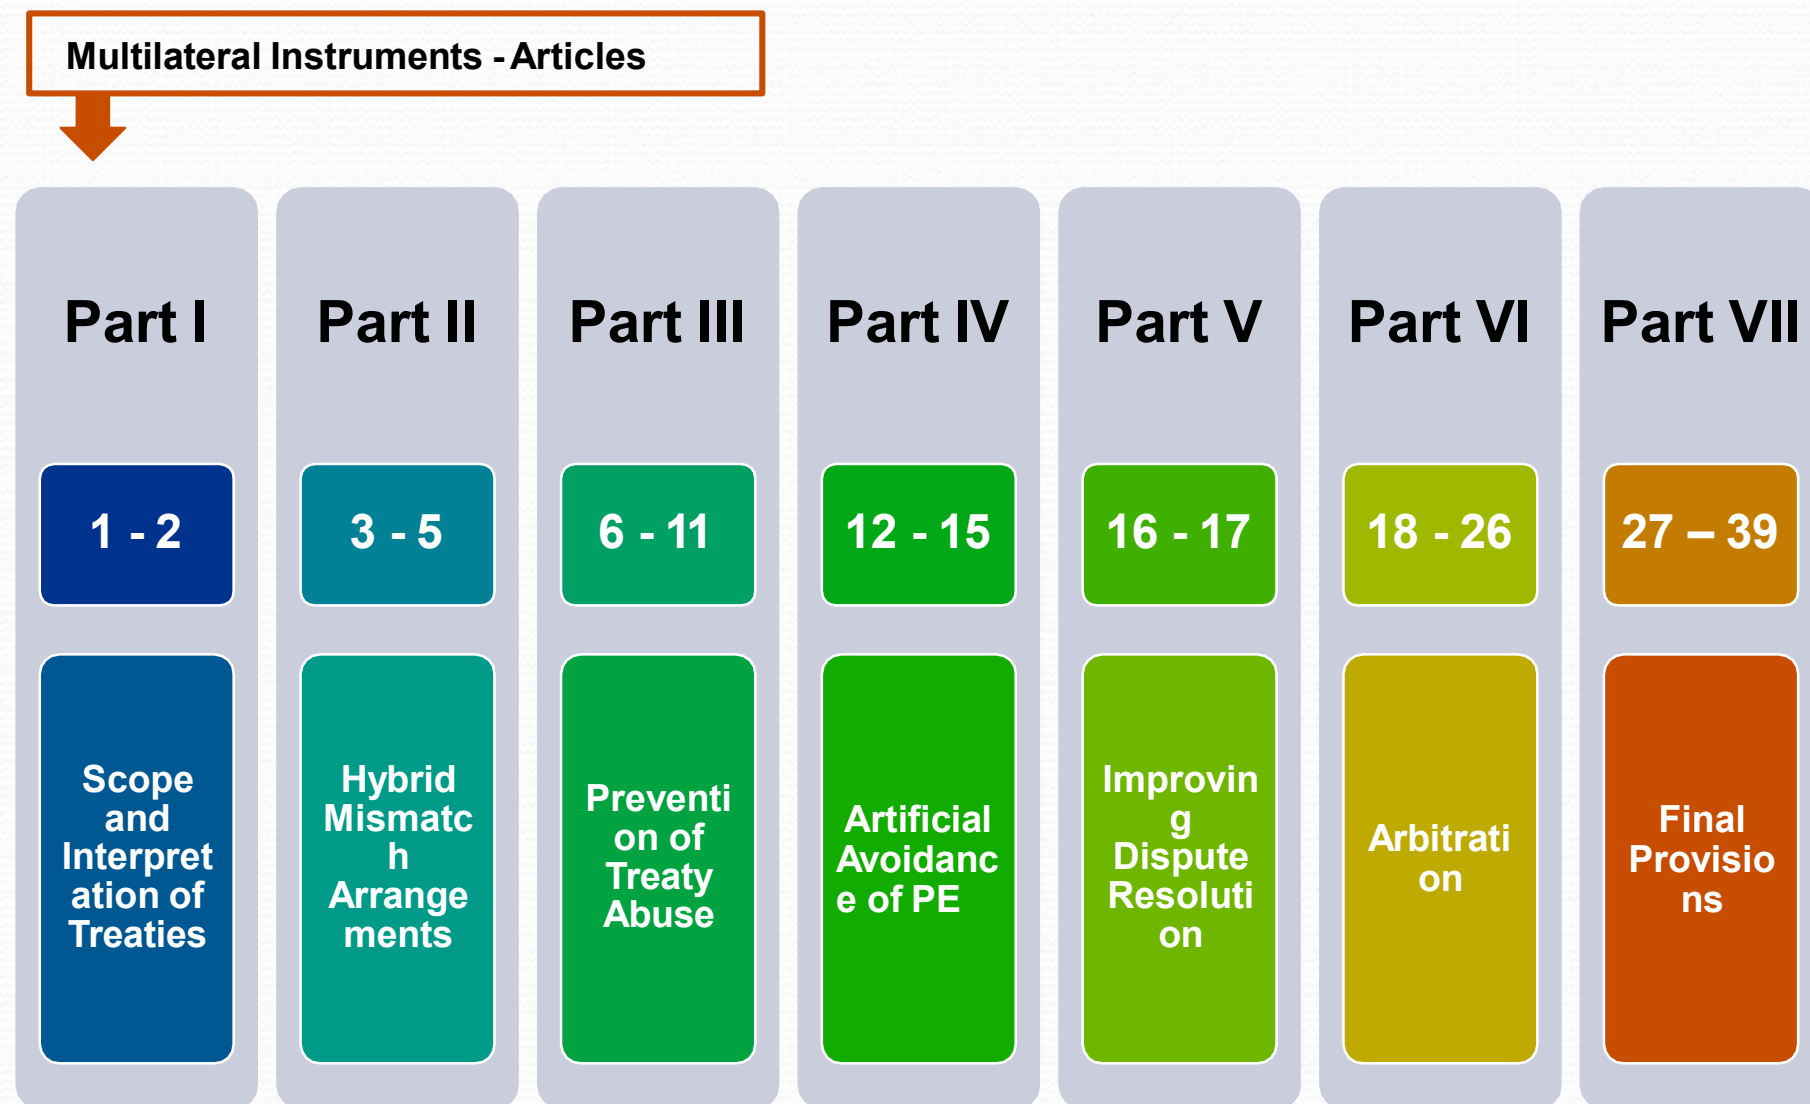 Multilateral Instruments - Articles
Part I
1 - 2
Scope
and
Interpret
ation of
Treaties
Part II
3 - 5
Hybrid
Mismatc
h
Arrange
ments
Part III
6 - 11
Preventi
on of
Treaty
Abuse
Part IV
12 - 15
Artificial
Avoidanc
e of PE
Part V
16 - 17
Improvin
g
Dispute
Resoluti
on
Part VI
18 - 26
Arbitrati
on
Part VII
27 – 39
Final
Provisio
ns